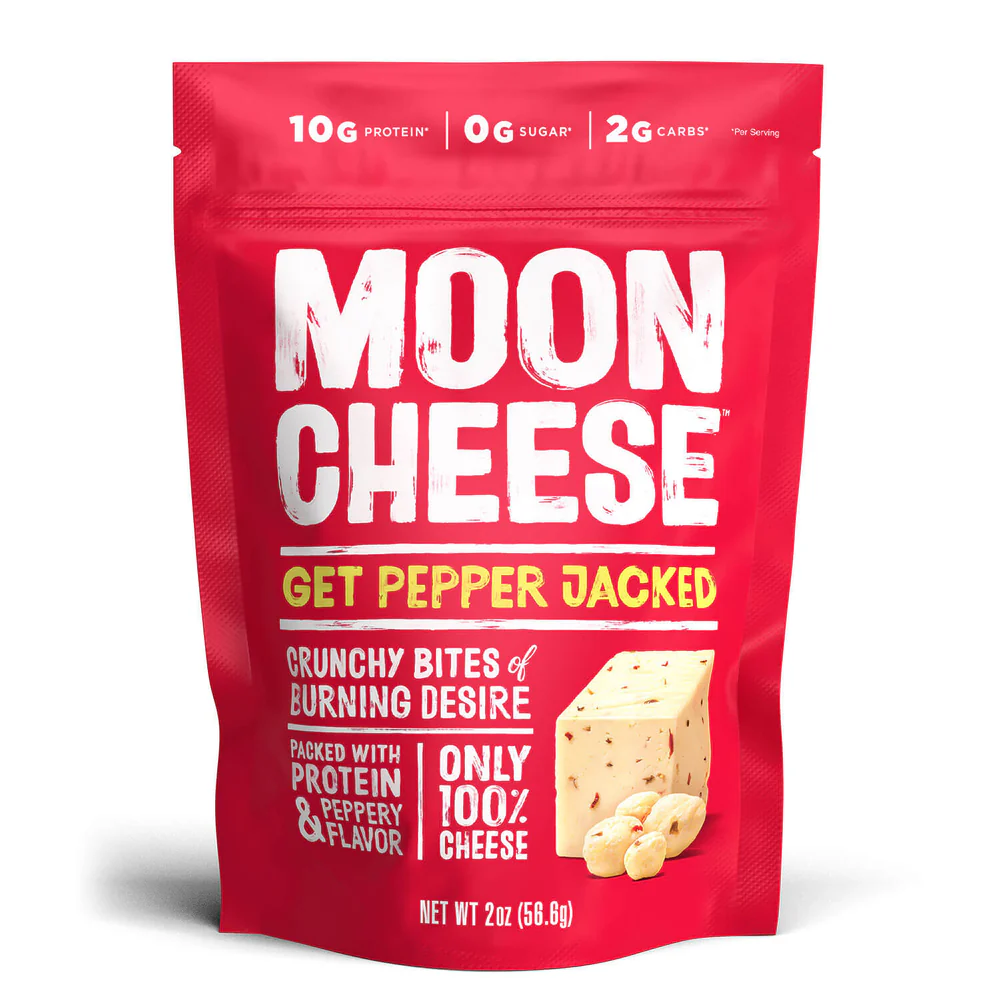 10G PROTEIN* | 0G SUGAR* | 2G CARBS* *Per Serving
MOON
CHEESE™
GET PEPPER JACKED
CRUNCHY BITES of
BURNING DESIRE
PACKED WITH
PROTEIN
& PEPPERY
FLAVOR
ONLY
100%
CHEESE
NET WT 2oz (56.6g)